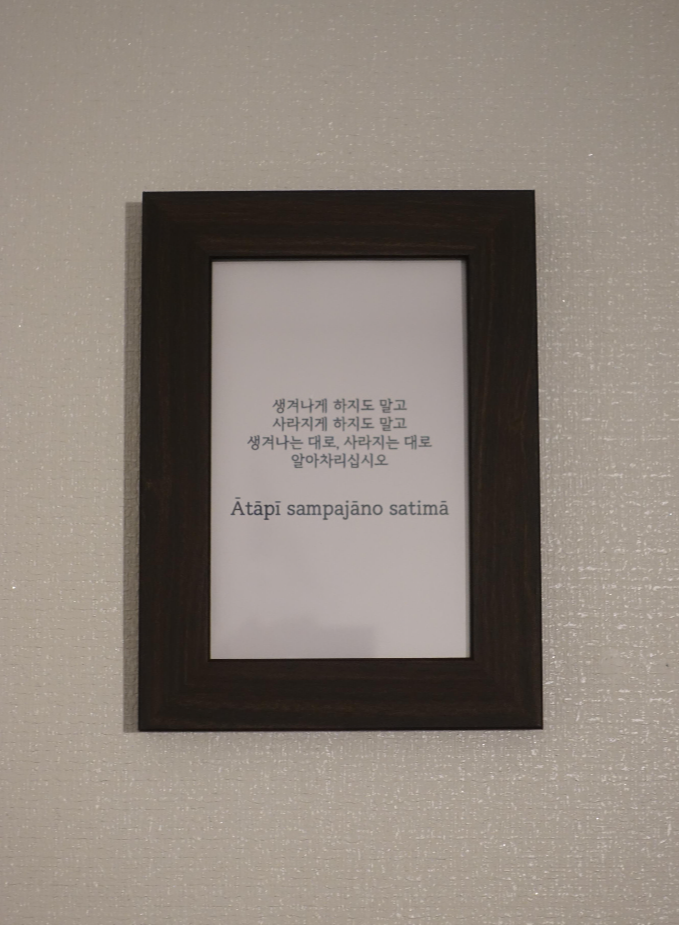 생겨나게 하지도 말고
사라지게 하지도 말고
생겨나는 대로, 사라지는 대로
알아차리십시오
Ātāpī sampajāno satimā